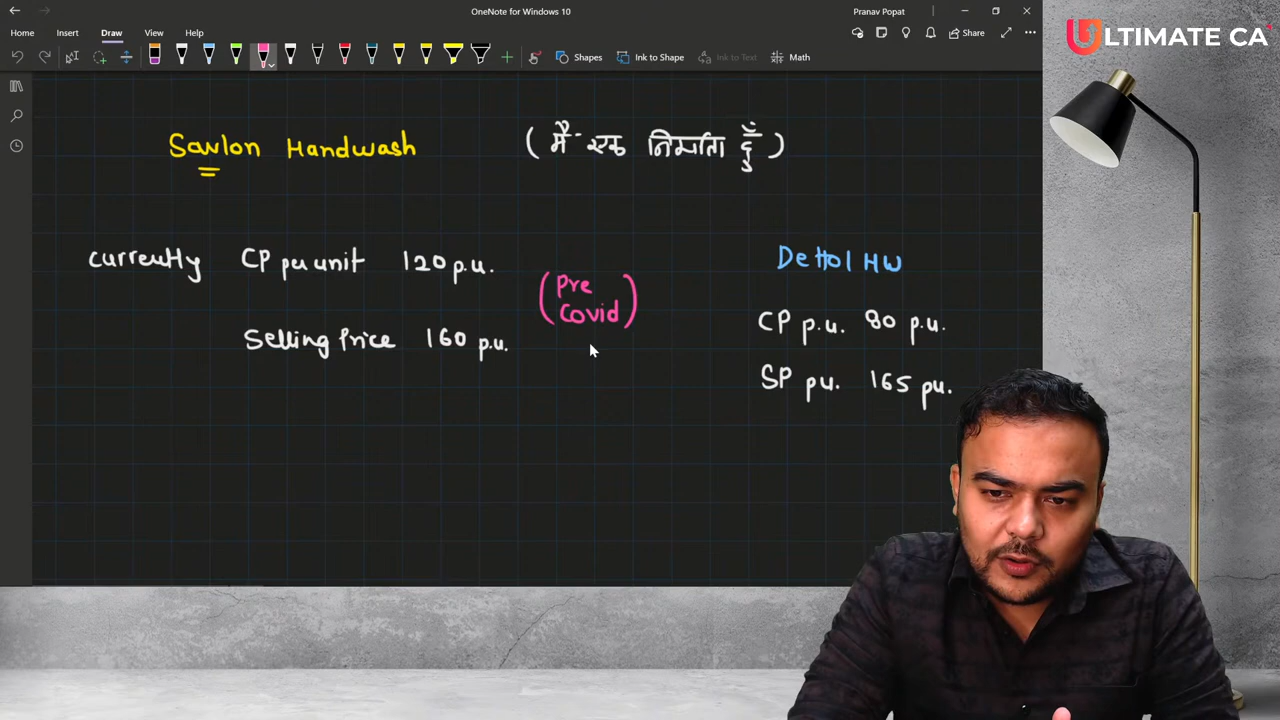 OneNote for Windows 10
Pranav Popat
ULTIMATE CA
Home Insert Draw View Help
Share
Shapes
Ink to Shape
Ink to Text
Math
Savlon Handwash
(मैं एक निर्माता हूँ)
Currently CP per unit 120 p.u.
Selling Price 160 p.u.
(Pre
Covid)
Dettol HW
CP p.u. 80 p.u.
SP pu. 165 pu.